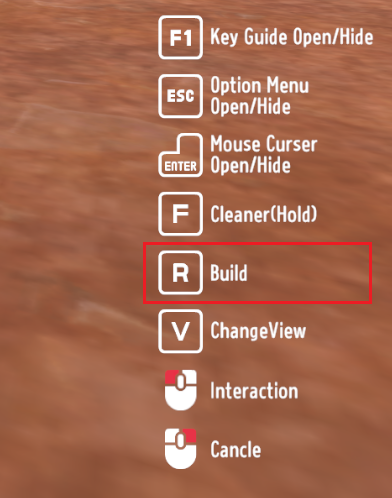 F1 Key Guide Open/Hide
ESC Option Menu
Open/Hide
ENTER Mouse Curser
Open/Hide
F Cleaner(Hold)
R Build
V ChangeView
Interaction
Cancle